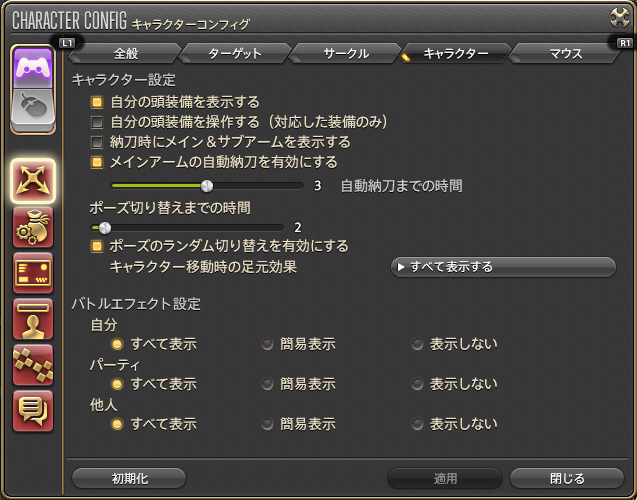 CHARACTER CONFIG キャラクターコンフィグ
L1 R1
全般 ターゲット サークル キャラクター マウス
キャラクター設定
自分の頭装備を表示する
自分の頭装備を操作する（対応した装備のみ）
納刀時にメイン＆サブアームを表示する
メインアームの自動納刀を有効にする
3 自動納刀までの時間
ポーズ切り替えまでの時間
2
ポーズのランダム切り替えを有効にする
キャラクター移動時の足元効果 すべて表示する
バトルエフェクト設定
自分
すべて表示 簡易表示 表示しない
パーティ
すべて表示 簡易表示 表示しない
他人
すべて表示 簡易表示 表示しない
初期化 適用 閉じる